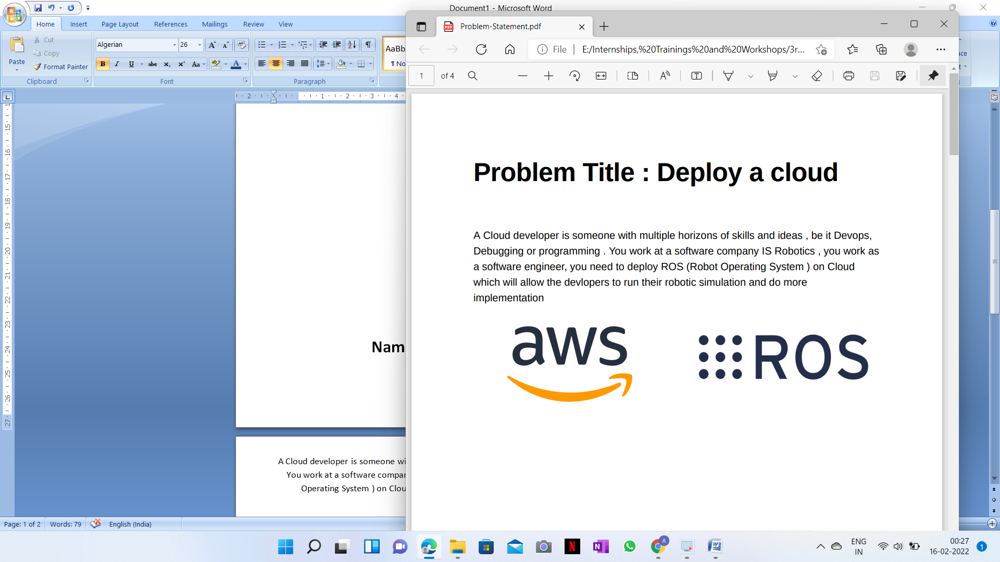 Document1 - Microsoft Word
Home Insert Page Layout References Mailings Review View
Paste
Cut
Copy
Format Painter
Clipboard
Algerian 26
B I U abc x₂ x² Aa
Font
Paragraph
AaBb
¶ No
Problem-Statement.pdf
File E:/Internships,%20Trainings%20and%20Workshops/3r...
1 of 4
Problem Title : Deploy a cloud
A Cloud developer is someone with multiple horizons of skills and ideas , be it Devops,
Debugging or programming . You work at a software company IS Robotics , you work as
a software engineer, you need to deploy ROS (Robot Operating System ) on Cloud
which will allow the devlopers to run their robotic simulation and do more
implementation
aws
ROS
Nam
A Cloud developer is someone wi
You work at a software compar
Operating System ) on Clou
Page: 1 of 2 Words: 79 English (India)
ENG
IN
00:27
16-02-2022
1